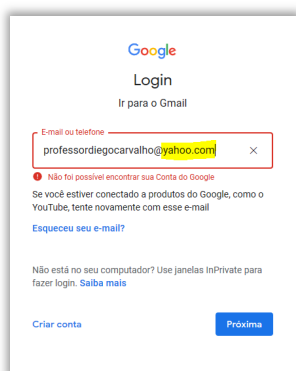 Google
Login
Ir para o Gmail
E-mail ou telefone
professordiegocarvalho@yahoo.com
Não foi possível encontrar sua Conta do Google
Se você estiver conectado a produtos do Google, como o
YouTube, tente novamente com esse e-mail
Esqueceu seu e-mail?
Não está no seu computador? Use janelas InPrivate para
fazer login. Saiba mais
Criar conta
Próxima